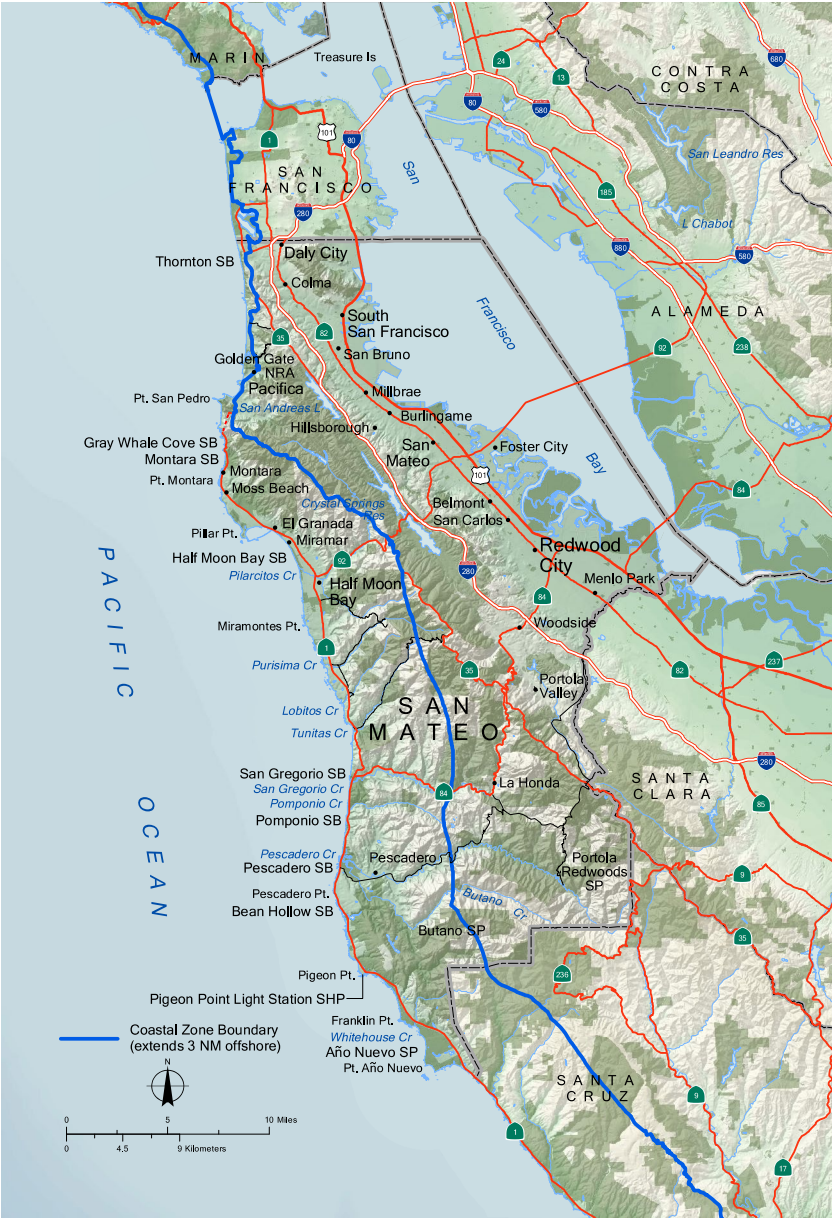 MARIN
Treasure Is
24
13
680
CONTRA
COSTA
80
580
101
80
1
San
San Leandro Res
SAN
FRANCISCO
185
280
L Chabot
880
580
Daly City
Thornton SB
Colma
ALAMEDA
Francisco
South
San Francisco
82
35
San Bruno
92
238
Golden Gate
NRA
Pacifica
Millbrae
Pt. San Pedro
San Andreas L
Burlingame
Hillsborough
Gray Whale Cove SB
San
Mateo
Foster City
Bay
Montara SB
Montara
101
Pt. Montara
Moss Beach
84
Crystal Springs
Res
Belmont
San Carlos
El Granada
Pillar Pt.
Miramar
Redwood
City
Half Moon Bay SB
92
280
Pilarcitos Cr
Half Moon
Bay
Menlo Park
84
PACIFIC
OCEAN
Miramontes Pt.
Woodside
1
Purisima Cr
35
82
237
Portola
Valley
Lobitos Cr
SAN
MATEO
Tunitas Cr
280
San Gregorio SB
La Honda
SANTA
CLARA
San Gregorio Cr
84
Pomponio Cr
85
Pomponio SB
Pescadero Cr
Pescadero
Portola
Redwoods
SP
Pescadero SB
9
Pescadero Pt.
Butano Cr
Bean Hollow SB
Butano SP
35
Pigeon Pt.
236
Pigeon Point Light Station SHP
Franklin Pt.
Coastal Zone Boundary
(extends 3 NM offshore)
Whitehouse Cr
Año Nuevo SP
Pt. Año Nuevo
N
SANTA
CRUZ
9
0 5 10 Miles
1
0 4.5 9 Kilometers
17